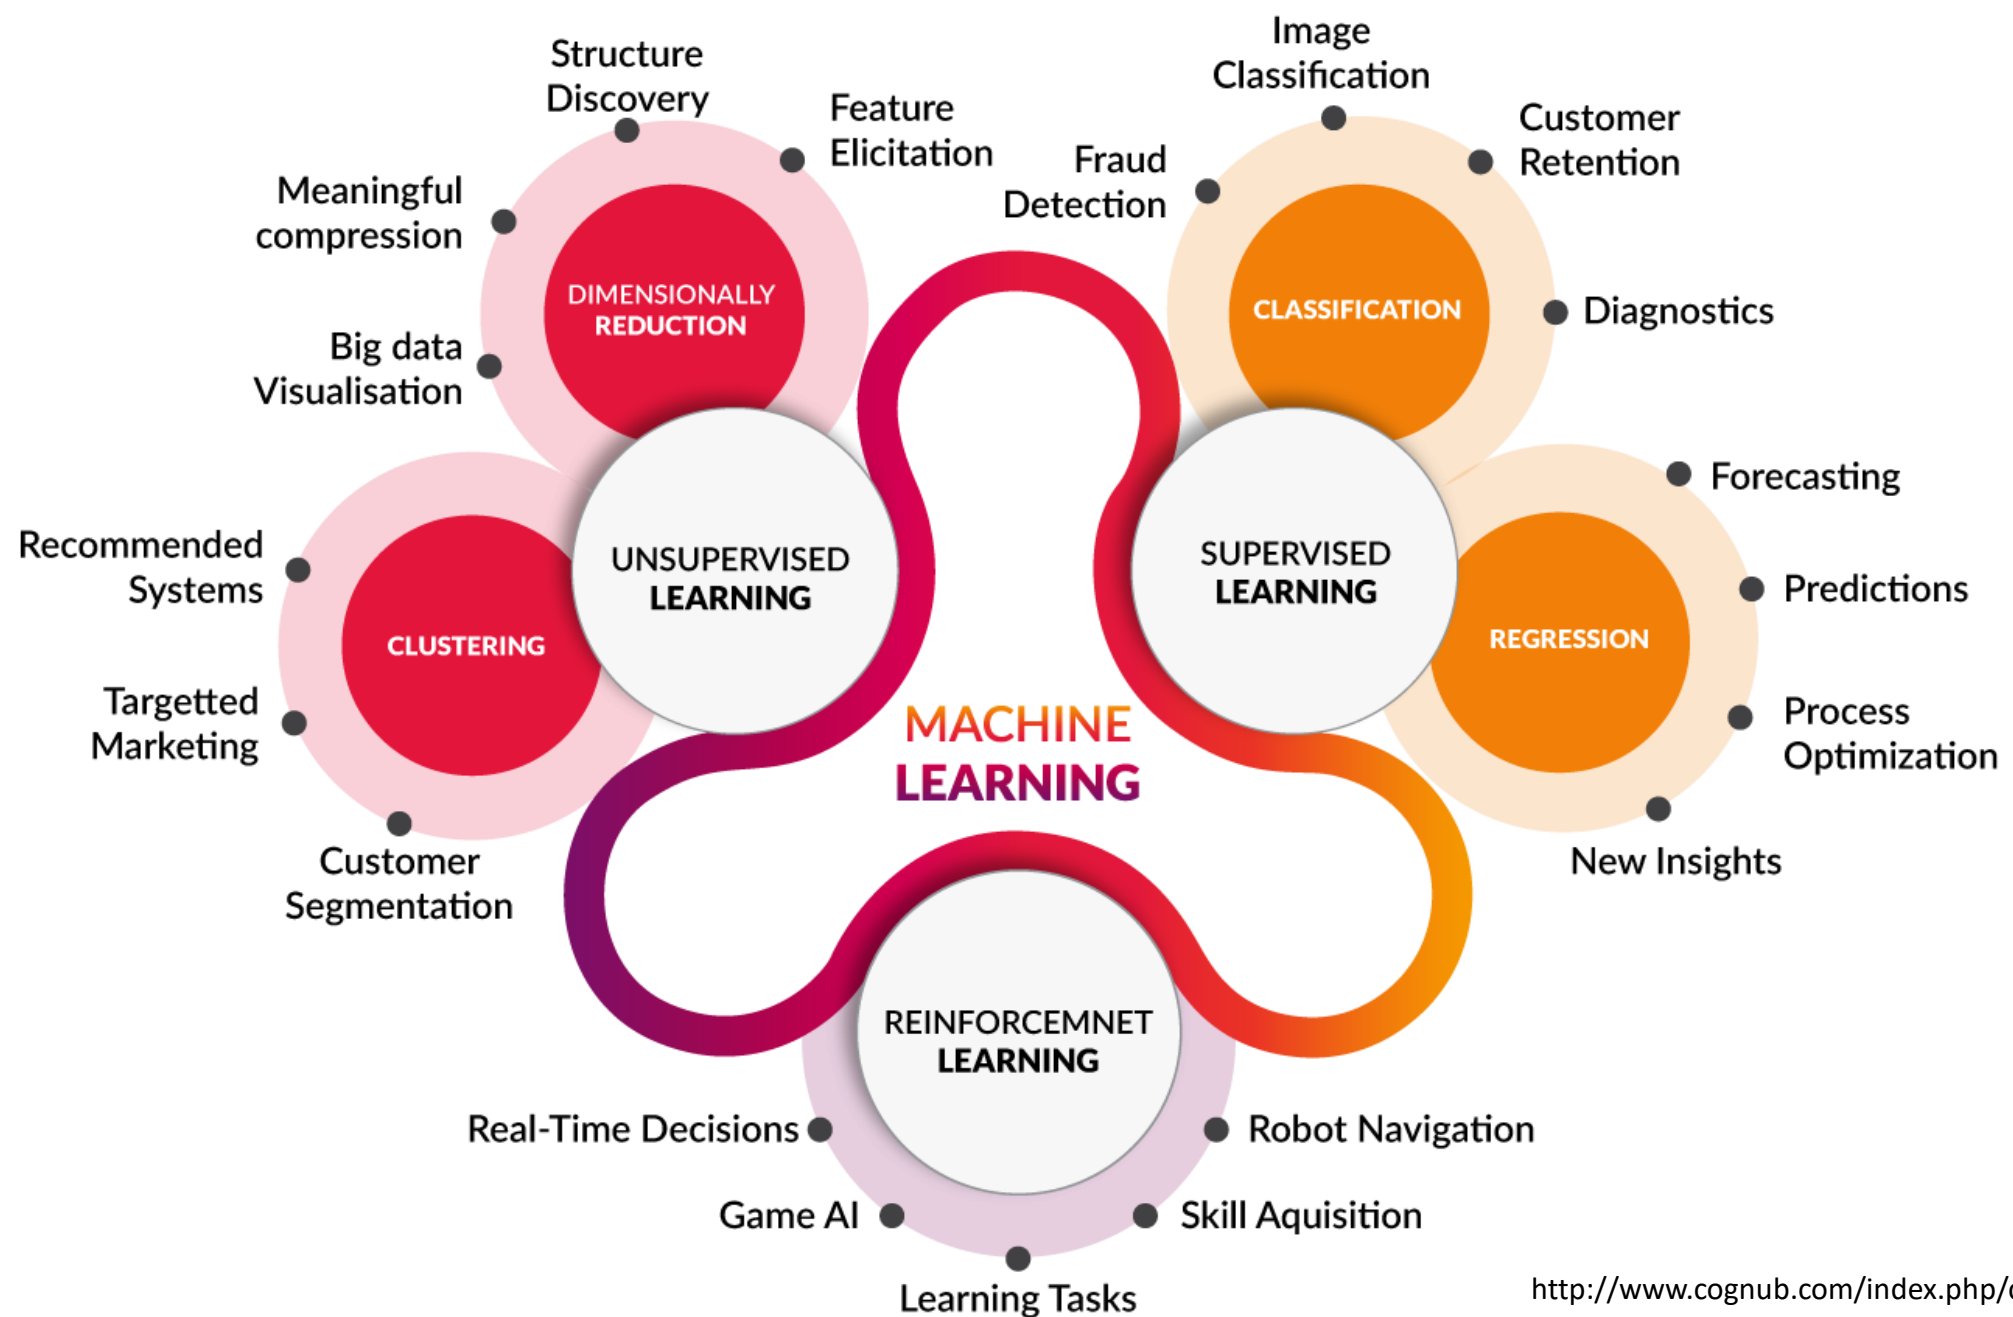 Structure
Discovery
Feature
Elicitation
Meaningful
compression
Big data
Visualisation
DIMENSIONALLY
REDUCTION
Recommended
Systems
Targetted
Marketing
Customer
Segmentation
CLUSTERING
UNSUPERVISED
LEARNING
Image
Classification
Fraud
Detection
Customer
Retention
Diagnostics
CLASSIFICATION
SUPERVISED
LEARNING
Forecasting
Predictions
Process
Optimization
New Insights
REGRESSION
MACHINE
LEARNING
REINFORCEMNET
LEARNING
Real-Time Decisions
Game AI
Learning Tasks
Skill Aquisition
Robot Navigation
http://www.cognub.com/index.php/